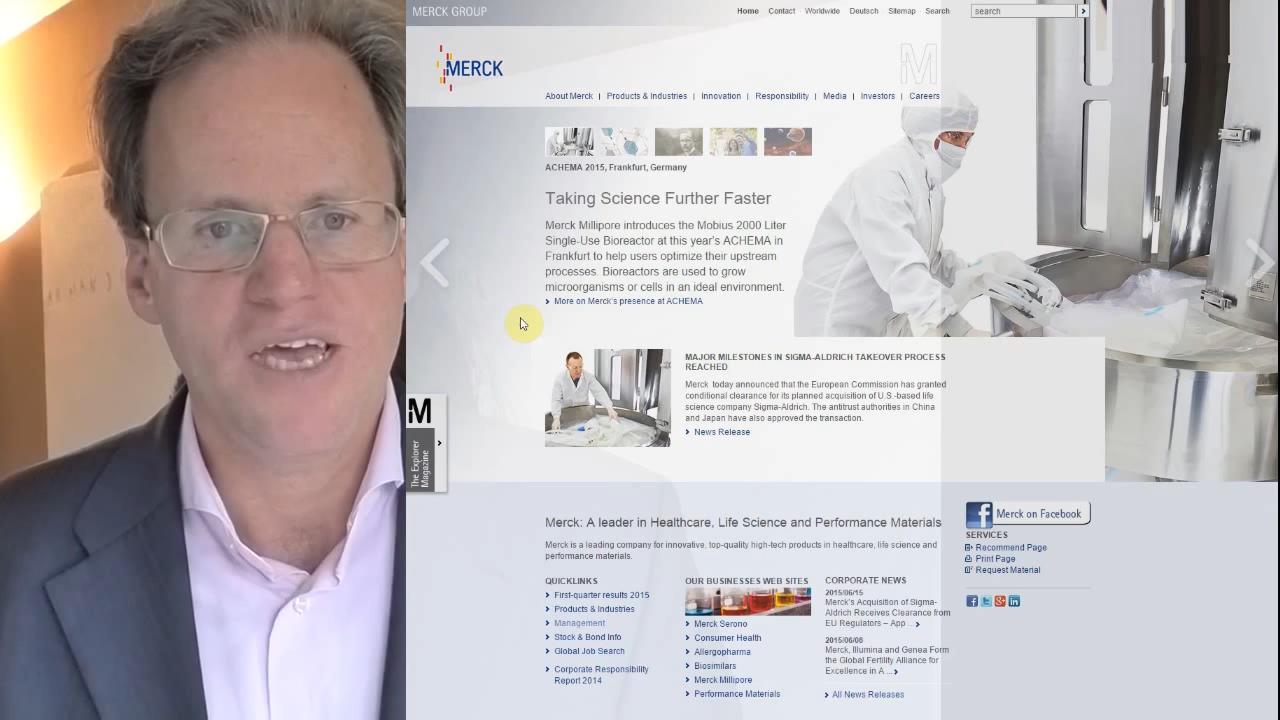 MERCK GROUP
Home Contact Worldwide Deutsch Sitemap Search
search
MERCK
M
About Merck | Products & Industries | Innovation | Responsibility | Media | Investors | Careers
ACHEMA 2015, Frankfurt, Germany
Taking Science Further Faster
Merck Millipore introduces the Mobius 2000 Liter
Single-Use Bioreactor at this year's ACHEMA in
Frankfurt to help users optimize their upstream
processes. Bioreactors are used to grow
microorganisms or cells in an ideal environment.
More on Merck's presence at ACHEMA
MAJOR MILESTONES IN SIGMA-ALDRICH TAKEOVER PROCESS
REACHED
Merck today announced that the European Commission has granted
conditional clearance for its planned acquisition of U.S.-based life
science company Sigma-Aldrich. The antitrust authorities in China
and Japan have also approved the transaction.
News Release
M
The Explorer
Magazine
Merck: A leader in Healthcare, Life Science and Performance Materials
Merck is a leading company for innovative, top-quality high-tech products in healthcare, life science and
performance materials.
QUICKLINKS
First-quarter results 2015
Products & Industries
Management
Stock & Bond Info
Global Job Search
Corporate Responsibility
Report 2014
OUR BUSINESSES WEB SITES
Merck Serono
Consumer Health
Allergopharma
Biosimilars
Merck Millipore
Performance Materials
CORPORATE NEWS
2015/06/15
Merck's Acquisition of Sigma-
Aldrich Receives Clearance from
EU Regulators – App ...
2015/06/08
Merck, Illumina and Genea Form
the Global Fertility Alliance for
Excellence in A ...
All News Releases
Merck on Facebook
SERVICES
Recommend Page
Print Page
Request Material